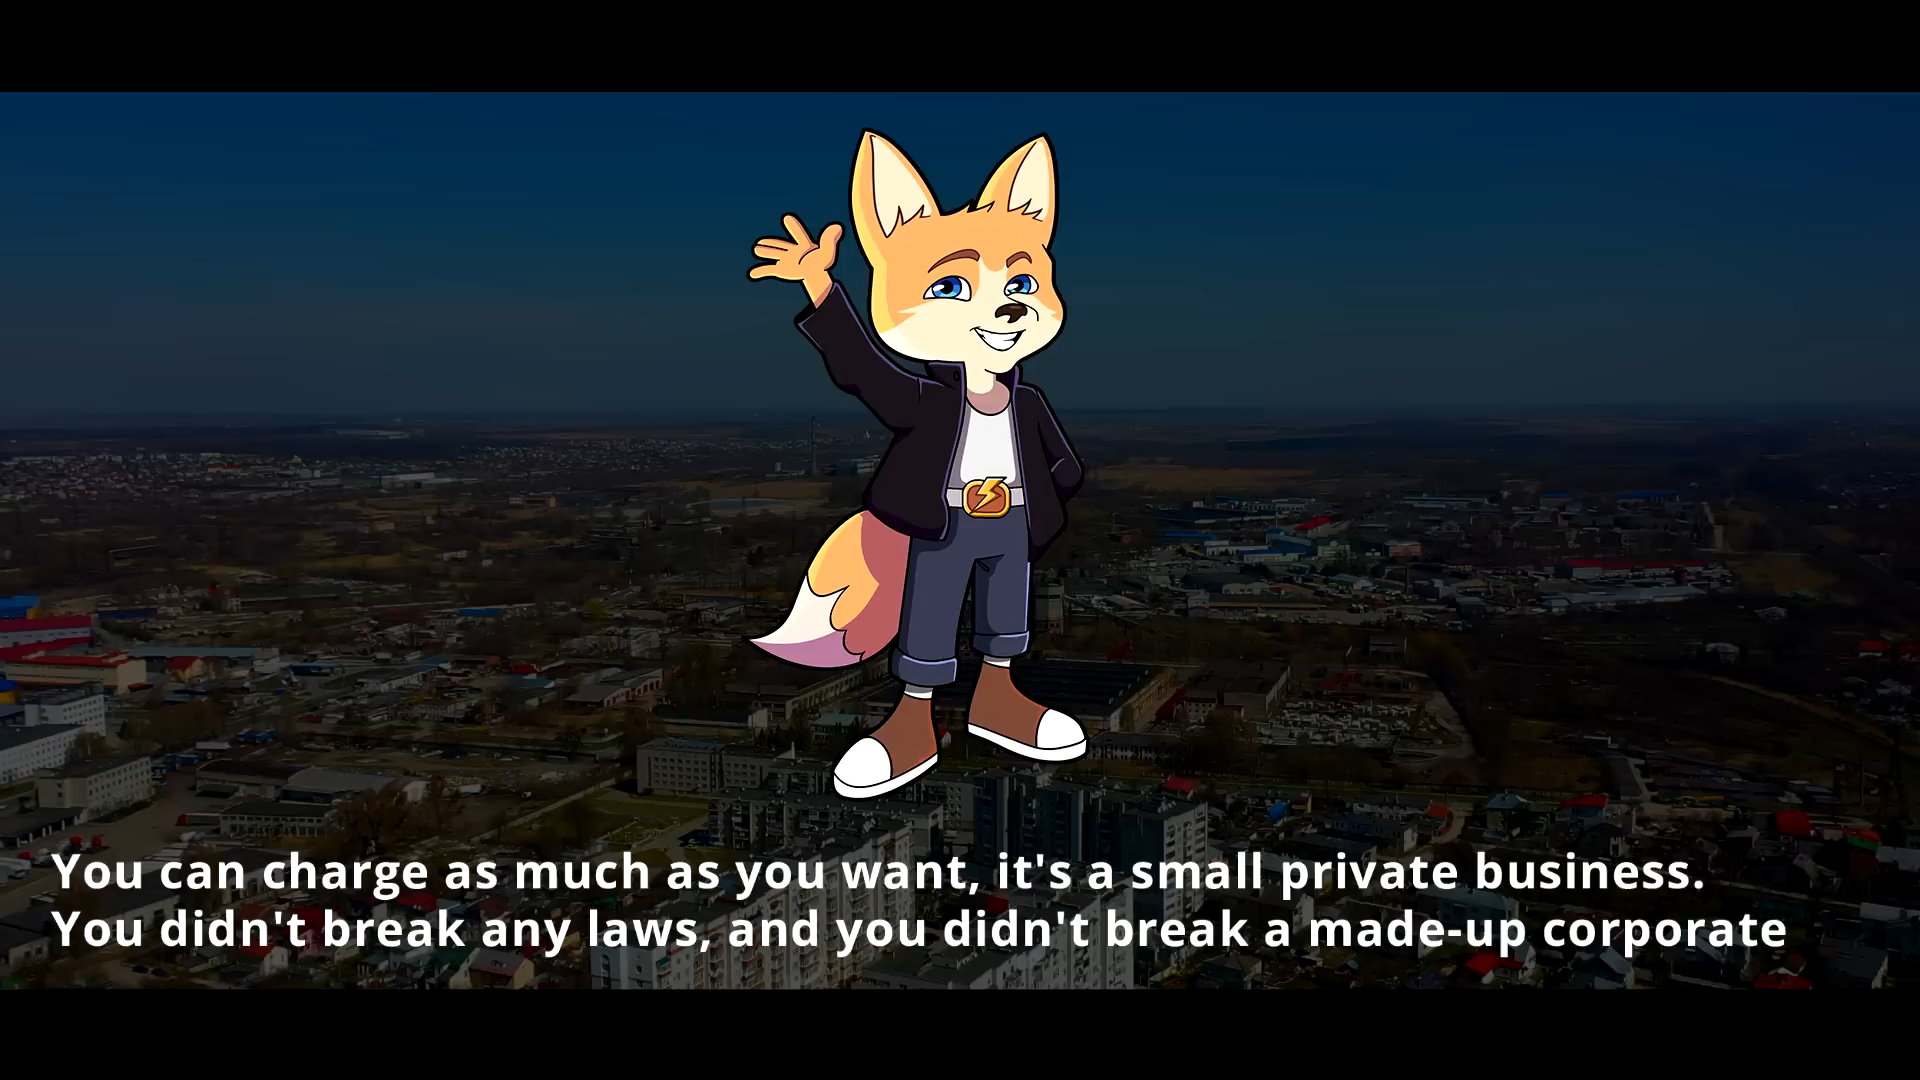 You can charge as much as you want, it's a small private business.
You didn't break any laws, and you didn't break a made-up corporate